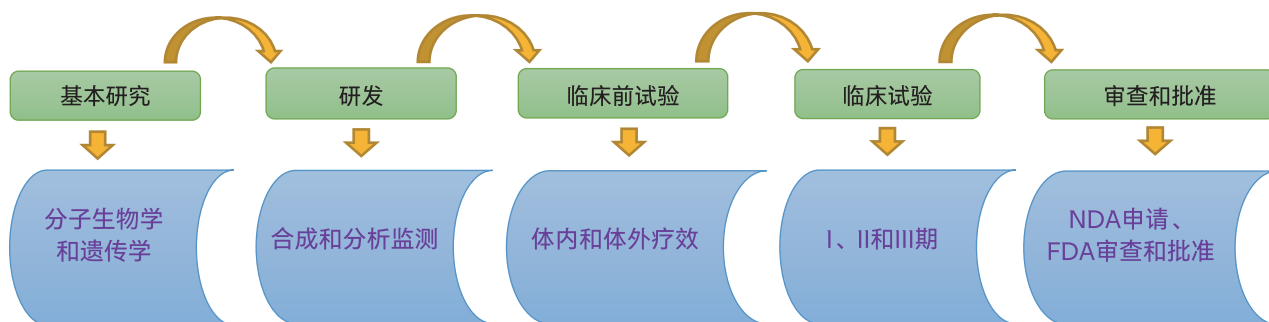 基本研究
研发
临床前试验
临床试验
审查和批准
分子生物学
和遗传学
合成和分析监测
体内和体外疗效
I、II和III期
NDA申请、
FDA审查和批准